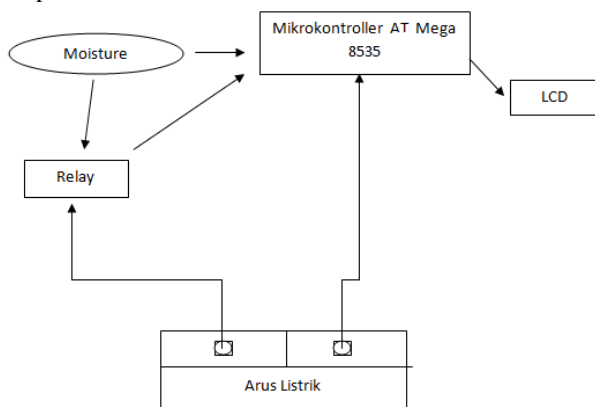 Mikrokontroller AT Mega
8535
Moisture
LCD
Relay
Arus Listrik